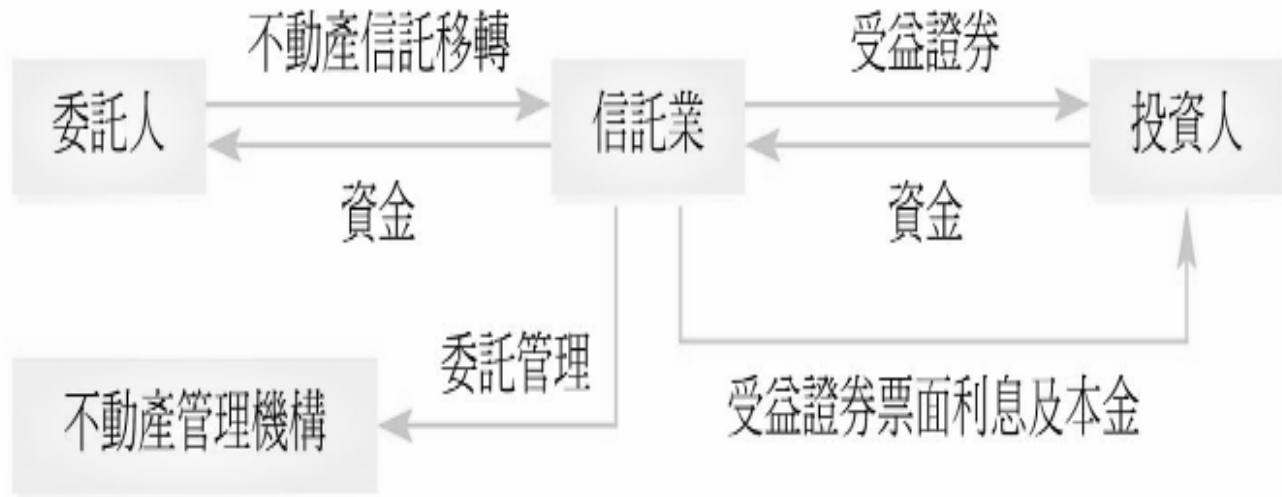 不動產信託移轉
受益證券
委託人
信託業
投資人
資金
資金
委託管理
不動產管理機構
受益證券票面利息及本金